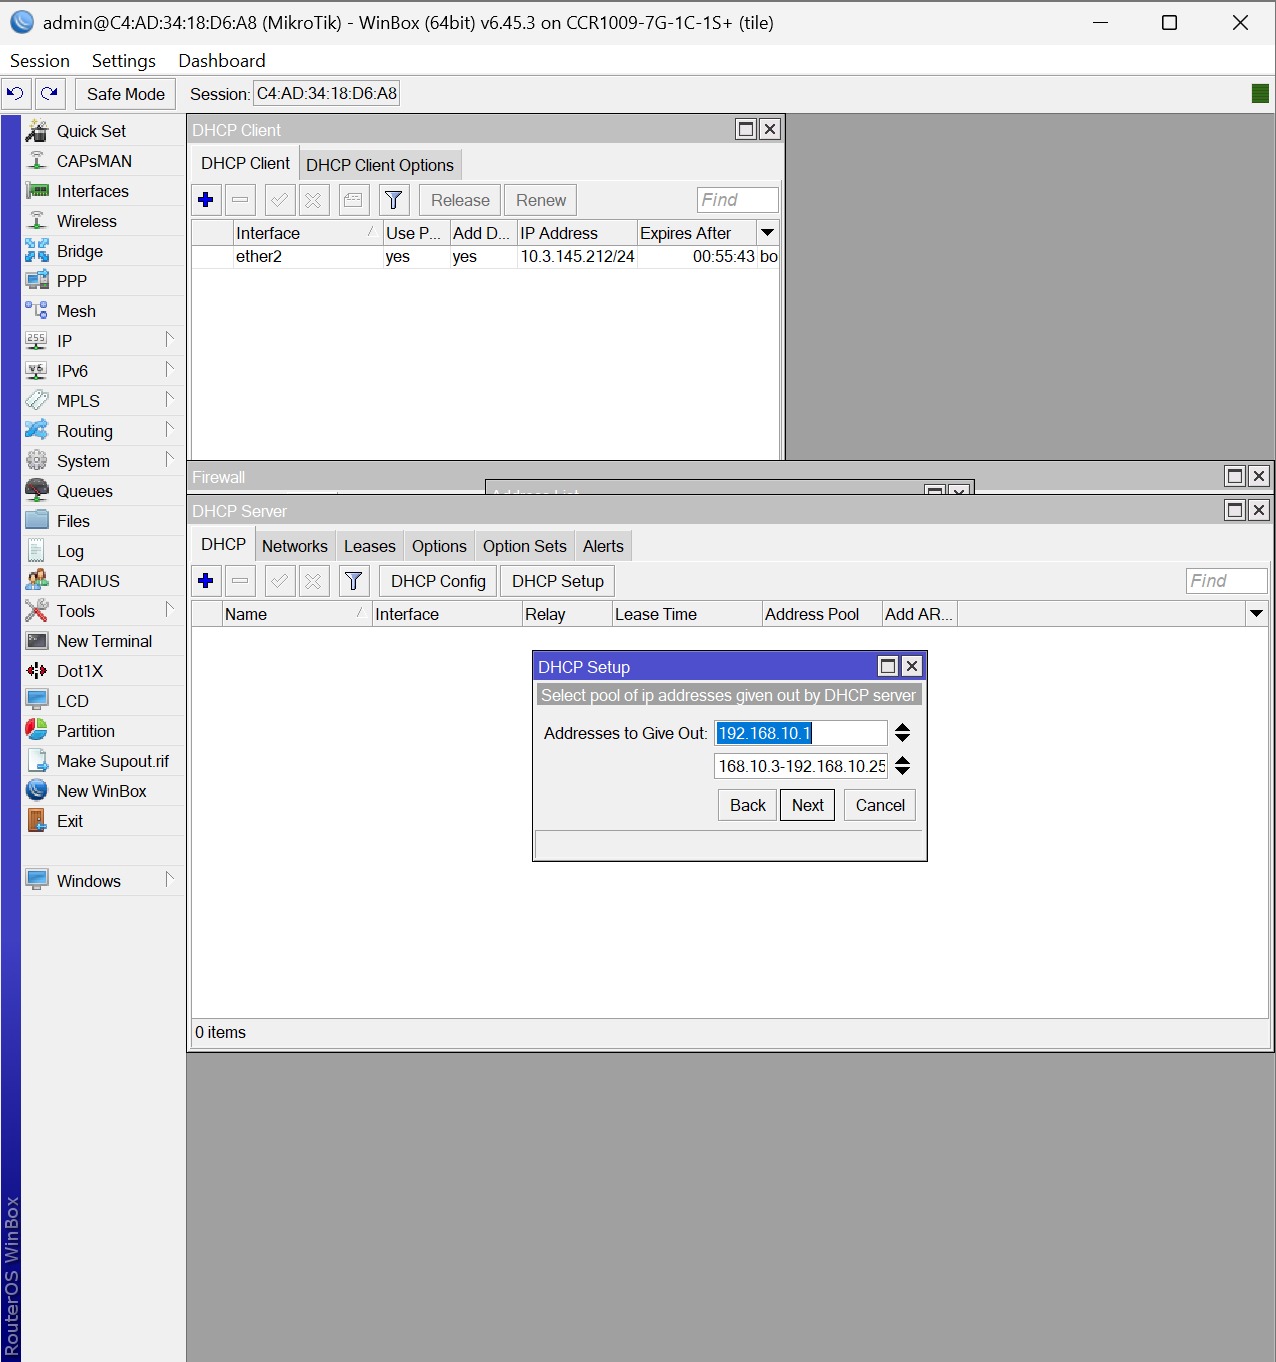 admin@C4:AD:34:18:D6:A8 (MikroTik) - WinBox (64bit) v6.45.3 on CCR1009-7G-1C-1S+ (tile)
Session Settings Dashboard
Safe Mode Session: C4:AD:34:18:D6:A8
Quick Set
CAPsMAN
Interfaces
Wireless
Bridge
PPP
Mesh
IP
IPv6
MPLS
Routing
System
Queues
Files
Log
RADIUS
Tools
New Terminal
Dot1X
LCD
Partition
Make Supout.rif
New WinBox
Exit
Windows
RouterOS WinBox
DHCP Client
DHCP Client DHCP Client Options
Release Renew Find
Interface Use P... Add D... IP Address Expires After
ether2 yes yes 10.3.145.212/24 00:55:43 bo
Firewall
DHCP Server
DHCP Networks Leases Options Option Sets Alerts
DHCP Config DHCP Setup Find
Name Interface Relay Lease Time Address Pool Add AR...
DHCP Setup
Select pool of ip addresses given out by DHCP server
Addresses to Give Out: 192.168.10.1
168.10.3-192.168.10.25
Back Next Cancel
0 items